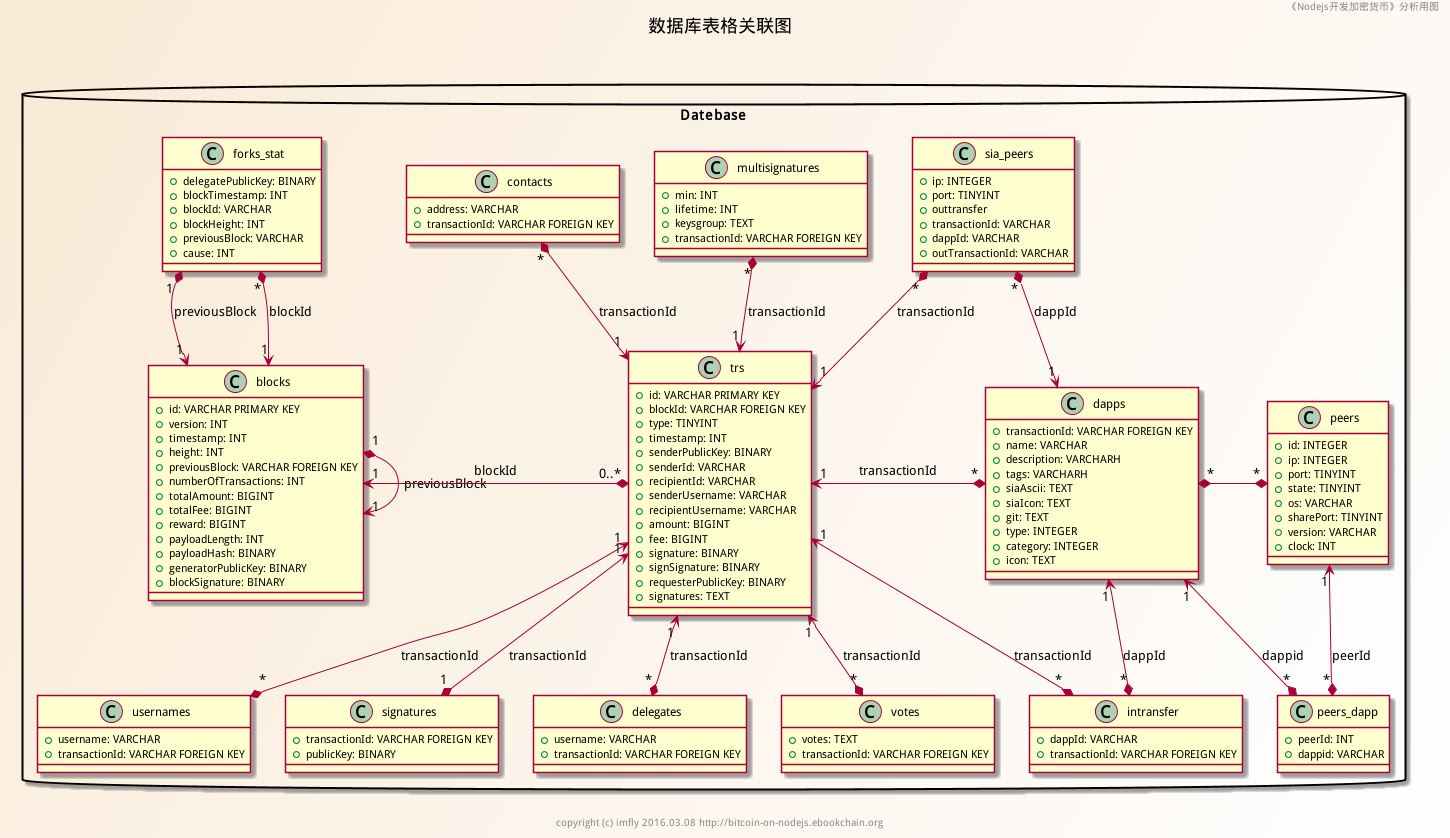 《Nodejs开发加密货币》分析用图
数据库表格关联图
Datebase
C forks_stat
delegatePublicKey: BINARY
blockTimestamp: INT
blockId: VARCHAR
blockHeight: INT
previousBlock: VARCHAR
cause: INT
C contacts
address: VARCHAR
transactionId: VARCHAR FOREIGN KEY
C multisignatures
min: INT
lifetime: INT
keysgroup: TEXT
transactionId: VARCHAR FOREIGN KEY
C sia_peers
ip: INTEGER
port: TINYINT
outtransfer
transactionId: VARCHAR
dappId: VARCHAR
outTransactionId: VARCHAR
1 * * * * *
previousBlock
blockId
transactionId
transactionId
transactionId
dappId
1 1 1 1 1 1
C blocks
id: VARCHAR PRIMARY KEY
version: INT
timestamp: INT
height: INT
previousBlock: VARCHAR FOREIGN KEY
numberOfTransactions: INT
totalAmount: BIGINT
totalFee: BIGINT
reward: BIGINT
payloadLength: INT
payloadHash: BINARY
generatorPublicKey: BINARY
blockSignature: BINARY
1
previousBlock
1
1 blockId 0..*
C trs
id: VARCHAR PRIMARY KEY
blockId: VARCHAR FOREIGN KEY
type: TINYINT
timestamp: INT
senderPublicKey: BINARY
senderId: VARCHAR
recipientId: VARCHAR
senderUsername: VARCHAR
recipientUsername: VARCHAR
amount: BIGINT
fee: BIGINT
signature: BINARY
signSignature: BINARY
requesterPublicKey: BINARY
signatures: TEXT
1 transactionId *
C dapps
transactionId: VARCHAR FOREIGN KEY
name: VARCHAR
description: VARCHARH
tags: VARCHARH
siaAscii: TEXT
siaIcon: TEXT
git: TEXT
type: INTEGER
category: INTEGER
icon: TEXT
* *
C peers
id: INTEGER
ip: INTEGER
port: TINYINT
state: TINYINT
os: VARCHAR
sharePort: TINYINT
version: VARCHAR
clock: INT
1 1 1 1 1 1 1 1
transactionId
transactionId
transactionId
transactionId
transactionId
dappId
dappid
peerId
* 1 * * * * * *
C usernames
username: VARCHAR
transactionId: VARCHAR FOREIGN KEY
C signatures
transactionId: VARCHAR FOREIGN KEY
publicKey: BINARY
C delegates
username: VARCHAR
transactionId: VARCHAR FOREIGN KEY
C votes
votes: TEXT
transactionId: VARCHAR FOREIGN KEY
C intransfer
dappId: VARCHAR
transactionId: VARCHAR FOREIGN KEY
C peers_dapp
peerId: INT
dappid: VARCHAR
copyright (c) imfly 2016.03.08 http://bitcoin-on-nodejs.ebookchain.org